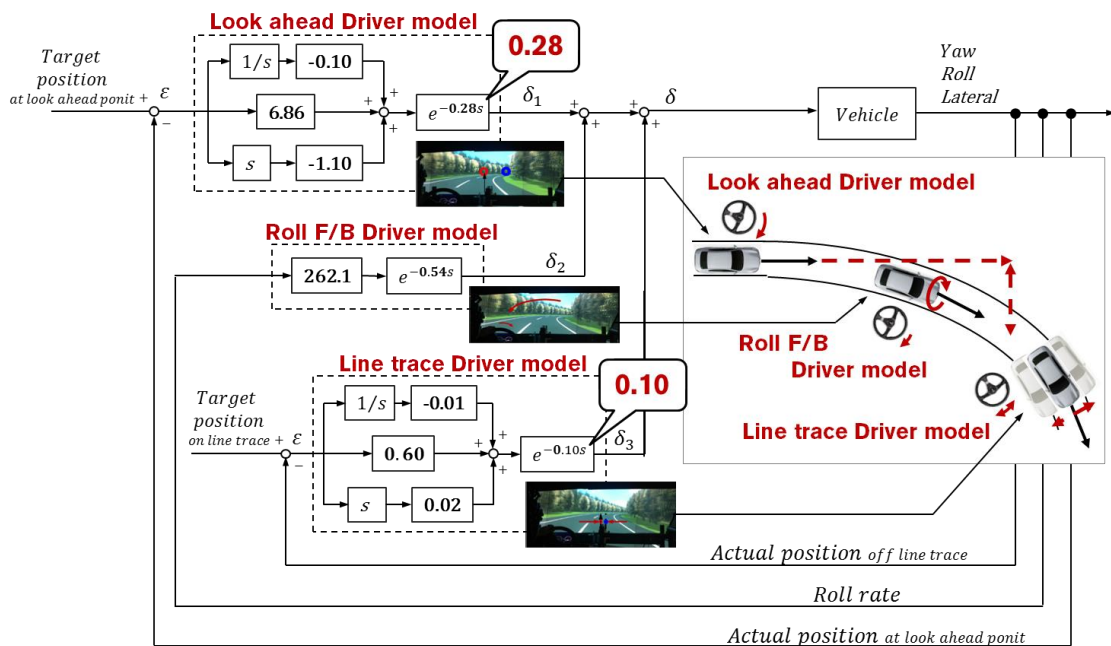 Look ahead Driver model
0.28
Target
position
at look ahead ponit +
ε
−
1/s
-0.10
6.86
s
-1.10
+
+
+
e^{-0.28s}
δ₁
+
+
+
+
δ
Vehicle
Yaw
Roll
Lateral
Roll F/B Driver model
262.1
e^{-0.54s}
δ₂
Line trace Driver model
0.10
Target
position
on line trace +
ε
−
1/s
-0.01
0.60
s
0.02
+
+
+
e^{-0.10s}
δ₃
Look ahead Driver model
Roll F/B
Driver model
Line trace Driver model
Actual position off line trace
Roll rate
Actual position at look ahead ponit